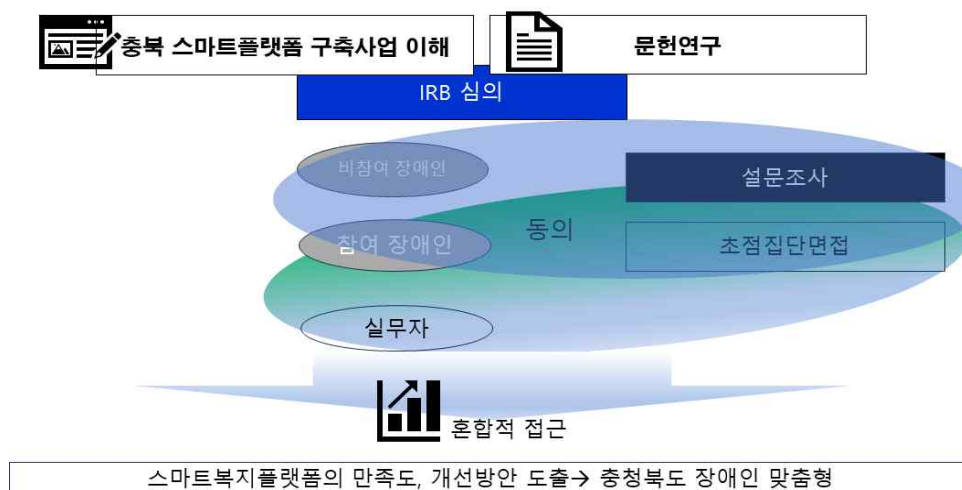 충북 스마트플랫폼 구축사업 이해
문헌연구
IRB 심의
비참여 장애인
설문조사
참여 장애인
동의
초점집단면접
실무자
혼합적 접근
스마트복지플랫폼의 만족도, 개선방안 도출→ 충청북도 장애인 맞춤형